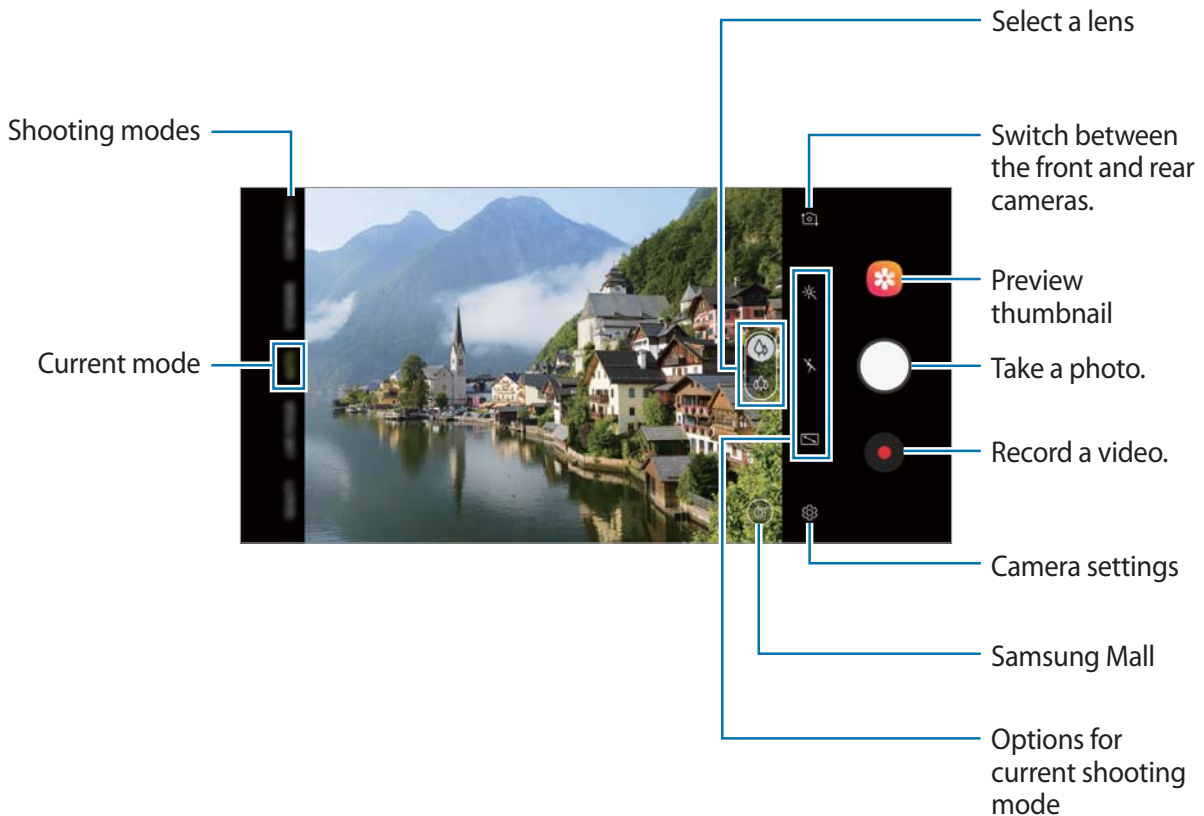 Select a lens
Shooting modes
Switch between
the front and rear
cameras.
Preview
thumbnail
Current mode
Take a photo.
Record a video.
Camera settings
Samsung Mall
Options for
current shooting
mode